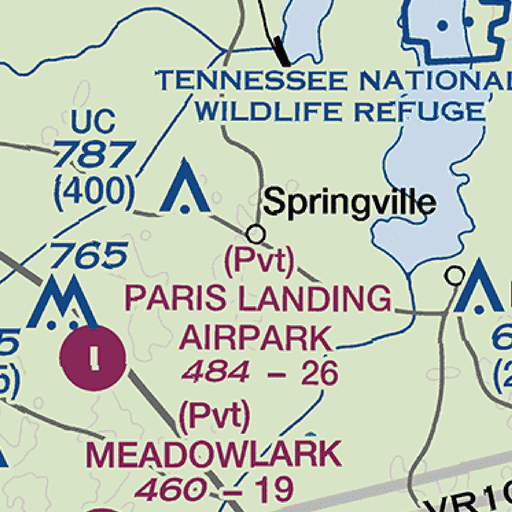 TENNESSEE NATIONAL
WILDLIFE REFUGE
UC
787
(400)
Springville
765
(Pvt)
PARIS LANDING
AIRPARK
484 - 26
(Pvt)
MEADOWLARK
460 - 19
VR10